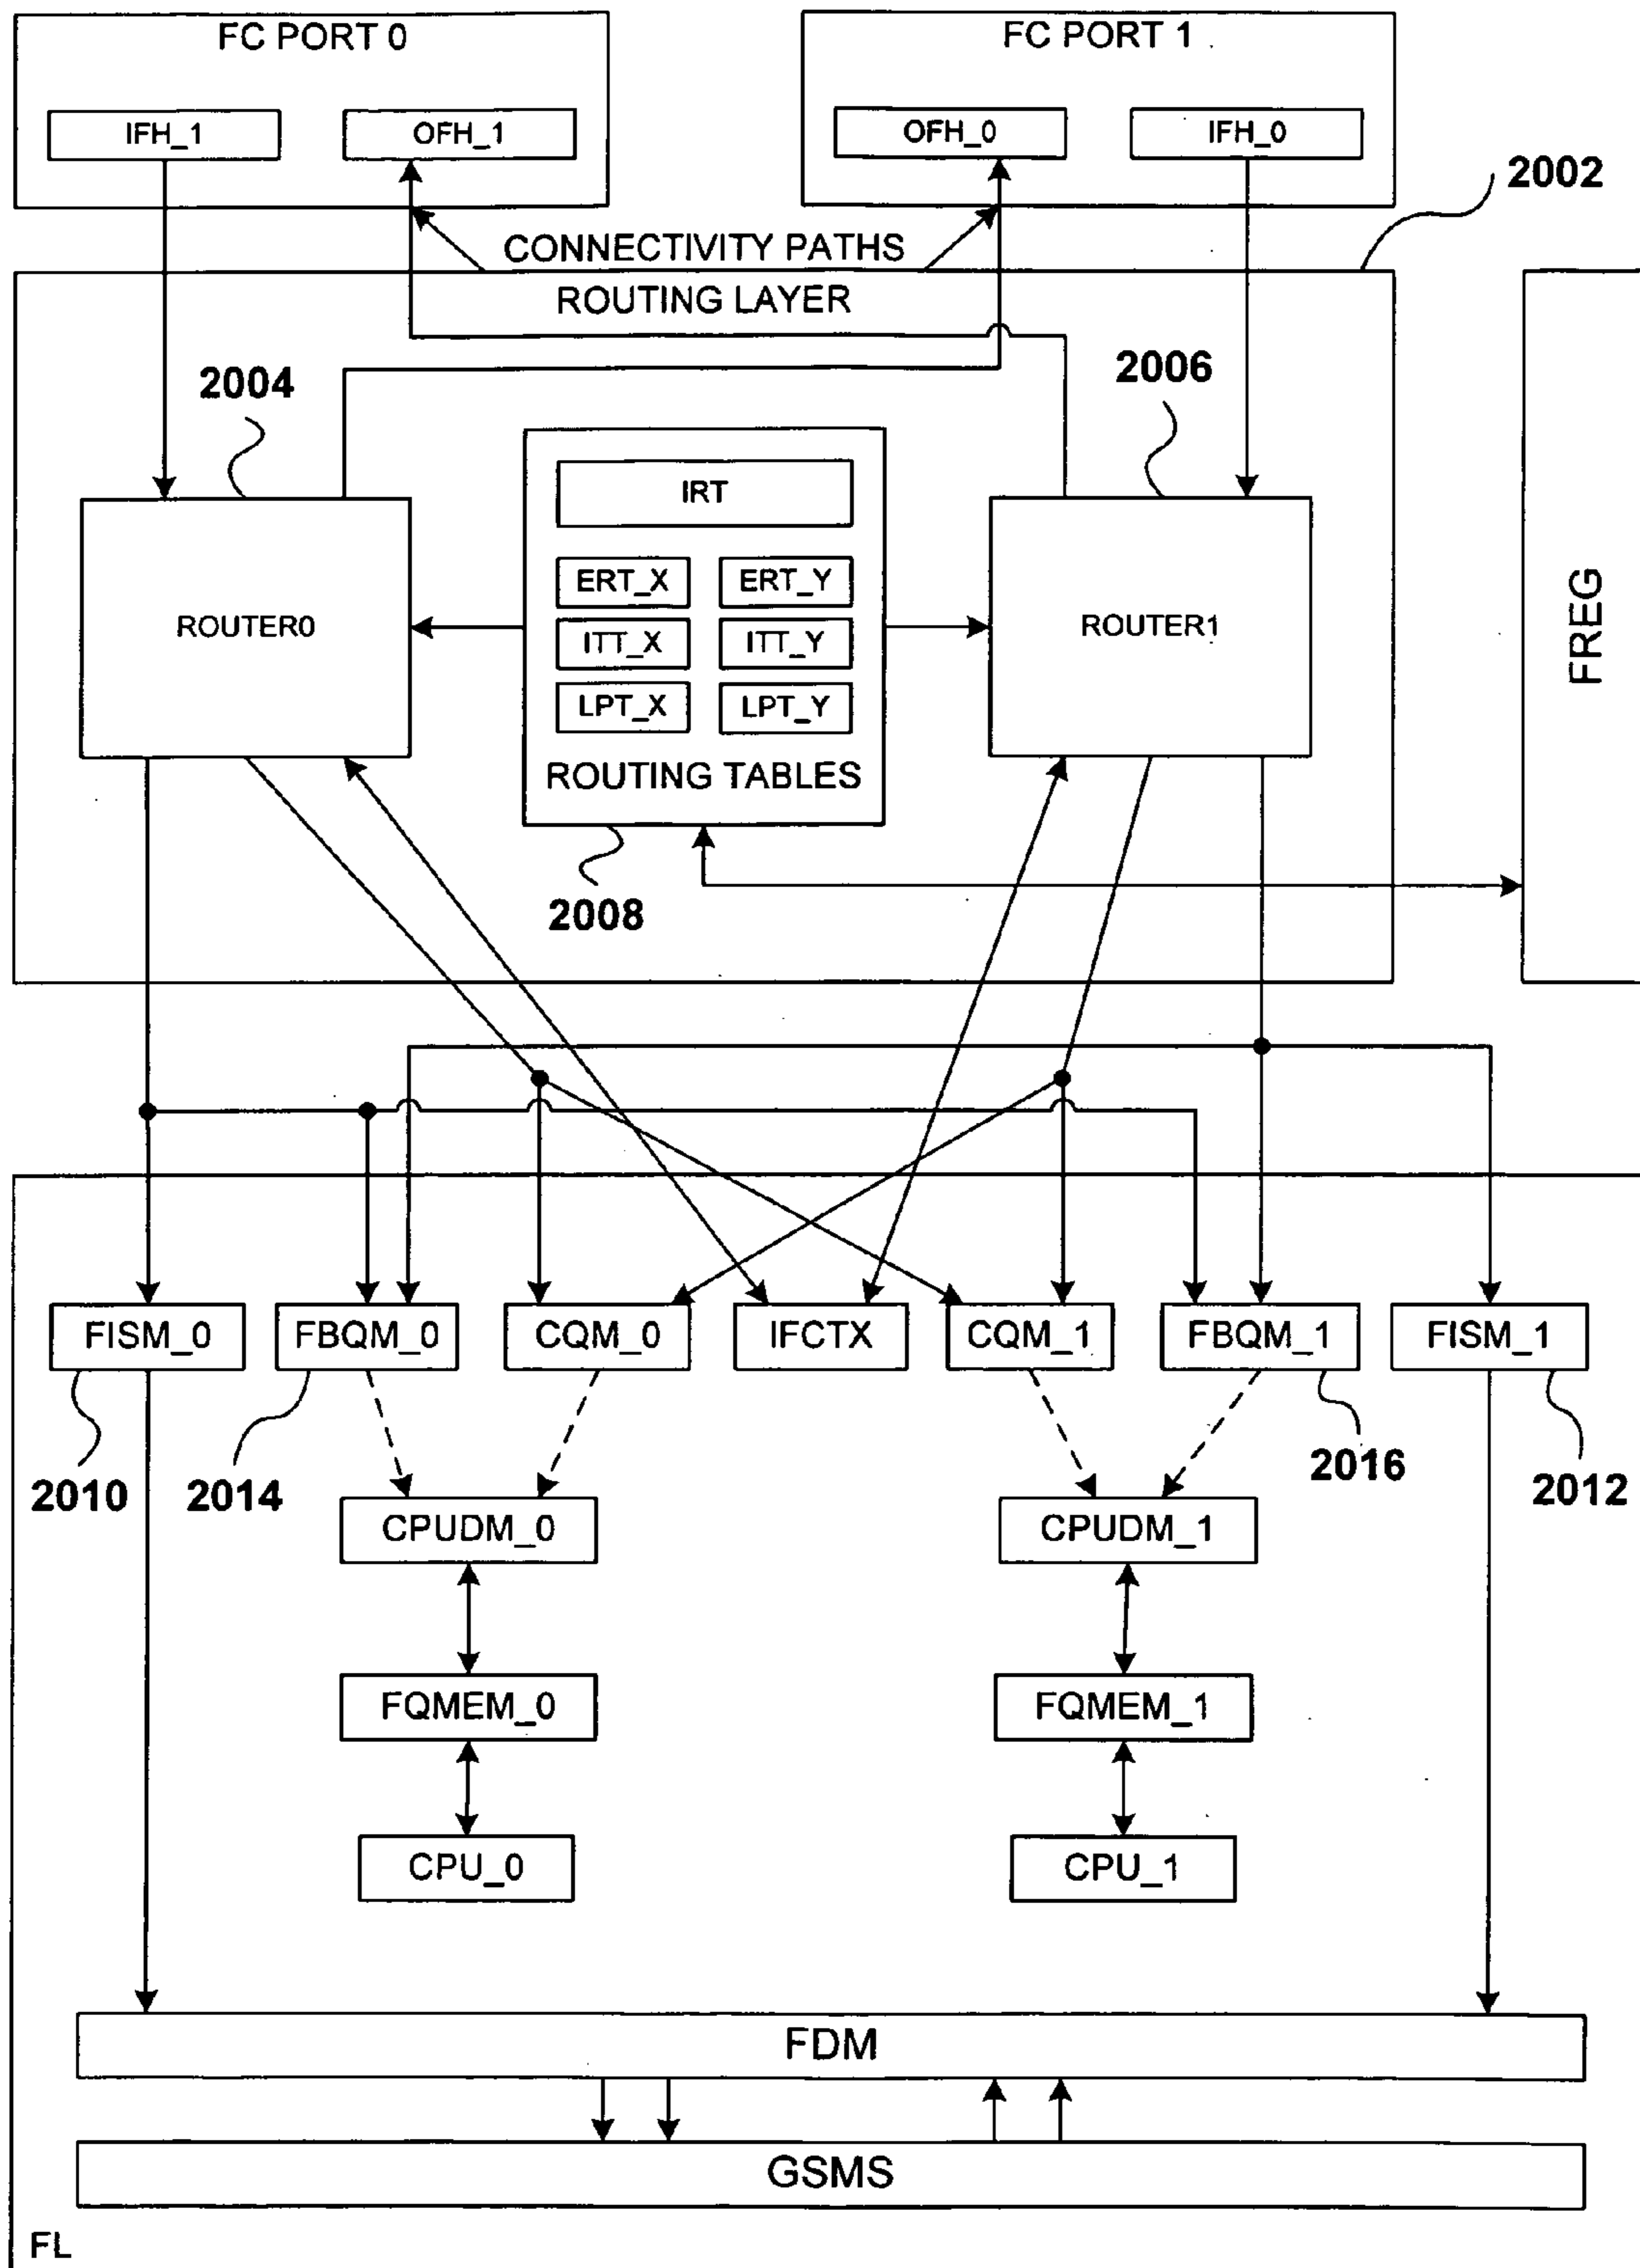 FC PORT 0
FC PORT 1
IFH_1
OFH_1
OFH_0
IFH_0
2002
CONNECTIVITY PATHS
ROUTING LAYER
2004
2006
IRT
ERT_X
ERT_Y
ROUTER0
ITT_X
ITT_Y
ROUTER1
FREG
LPT_X
LPT_Y
ROUTING TABLES
2008
FISM_0
FBQM_0
CQM_0
IFCTX
CQM_1
FBQM_1
FISM_1
2010
2014
2016
2012
CPUDM_0
CPUDM_1
FQMEM_0
FQMEM_1
CPU_0
CPU_1
FDM
GSMS
FL